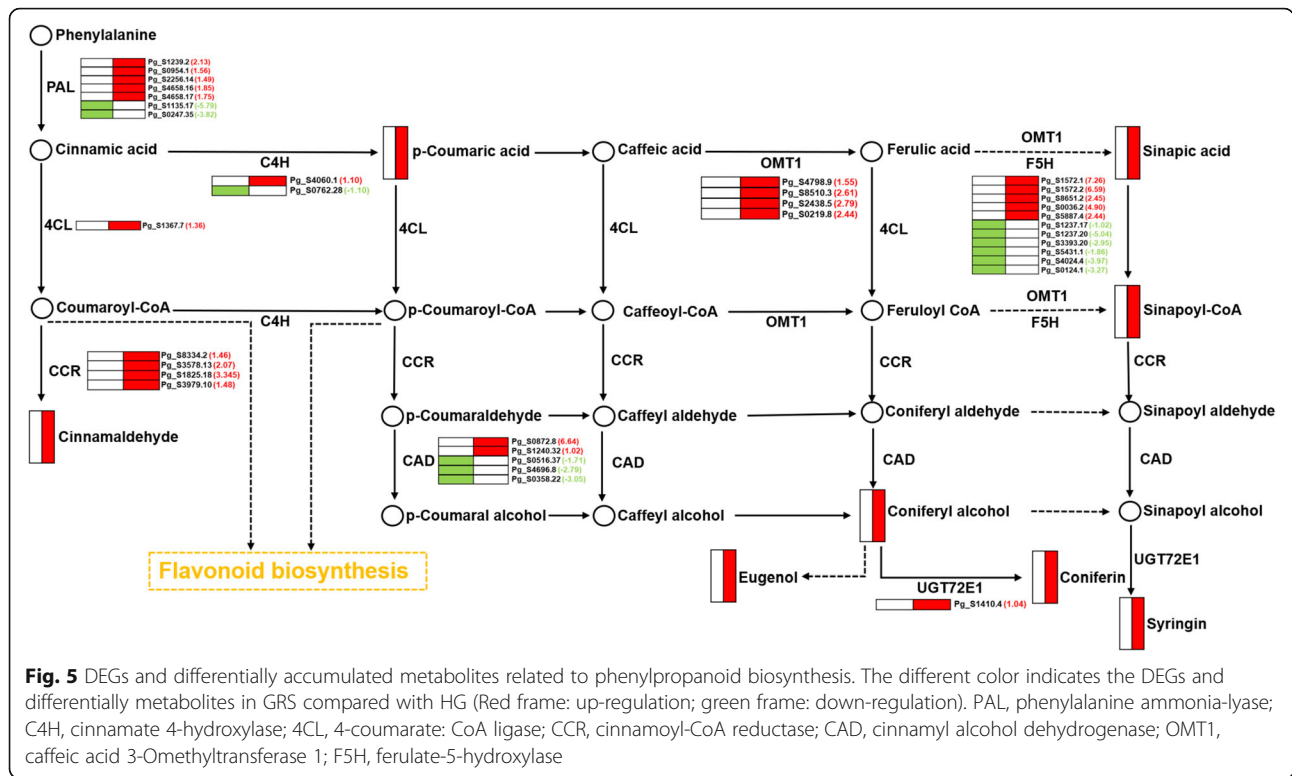 Phenylalanine
PAL
Pg_S1239.2 (2.13)
Pg_S0954.1 (1.56)
Pg_S2256.14 (1.49)
Pg_S4658.16 (1.85)
Pg_S4658.17 (1.75)
Pg_S1135.17 (-5.79)
Pg_S0247.35 (-3.82)
Cinnamic acid
C4H
p-Coumaric acid
Caffeic acid
OMT1
Ferulic acid
OMT1
F5H
Sinapic acid
Pg_S4060.1 (1.10)
Pg_S0762.28 (-1.10)
Pg_S4798.9 (1.55)
Pg_S8510.3 (2.61)
Pg_S2438.5 (2.79)
Pg_S0219.8 (2.44)
Pg_S1572.1 (7.26)
Pg_S1572.2 (6.59)
Pg_S8651.2 (2.45)
Pg_S0036.2 (4.90)
Pg_S5887.4 (2.44)
Pg_S1237.17 (-1.02)
Pg_S1237.20 (-5.04)
Pg_S3393.20 (-2.95)
Pg_S5431.1 (-1.86)
Pg_S4024.4 (-3.97)
Pg_S0124.1 (-3.27)
4CL
Pg_S1367.7 (1.36)
4CL
4CL
4CL
Coumaroyl-CoA
C4H
p-Coumaroyl-CoA
Caffeoyl-CoA
OMT1
Feruloyl CoA
OMT1
F5H
Sinapoyl-CoA
CCR
Pg_S8334.2 (1.46)
Pg_S3578.13 (2.07)
Pg_S1825.18 (3.345)
Pg_S3979.10 (1.48)
CCR
CCR
CCR
CCR
Cinnamaldehyde
p-Coumaraldehyde
Caffeyl aldehyde
Coniferyl aldehyde
Sinapoyl aldehyde
CAD
Pg_S0872.8 (6.64)
Pg_S1240.32 (1.02)
Pg_S0516.37 (-1.71)
Pg_S4696.8 (-2.79)
Pg_S0358.22 (-3.05)
CAD
CAD
CAD
p-Coumaral alcohol
Caffeyl alcohol
Coniferyl alcohol
Sinapoyl alcohol
Flavonoid biosynthesis
Eugenol
UGT72E1
Pg_S1410.4 (1.04)
Coniferin
UGT72E1
Syringin
Fig. 5 DEGs and differentially accumulated metabolites related to phenylpropanoid biosynthesis. The different color indicates the DEGs and
differentially metabolites in GRS compared with HG (Red frame: up-regulation; green frame: down-regulation). PAL, phenylalanine ammonia-lyase;
C4H, cinnamate 4-hydroxylase; 4CL, 4-coumarate: CoA ligase; CCR, cinnamoyl-CoA reductase; CAD, cinnamyl alcohol dehydrogenase; OMT1,
caffeic acid 3-Omethyltransferase 1; F5H, ferulate-5-hydroxylase